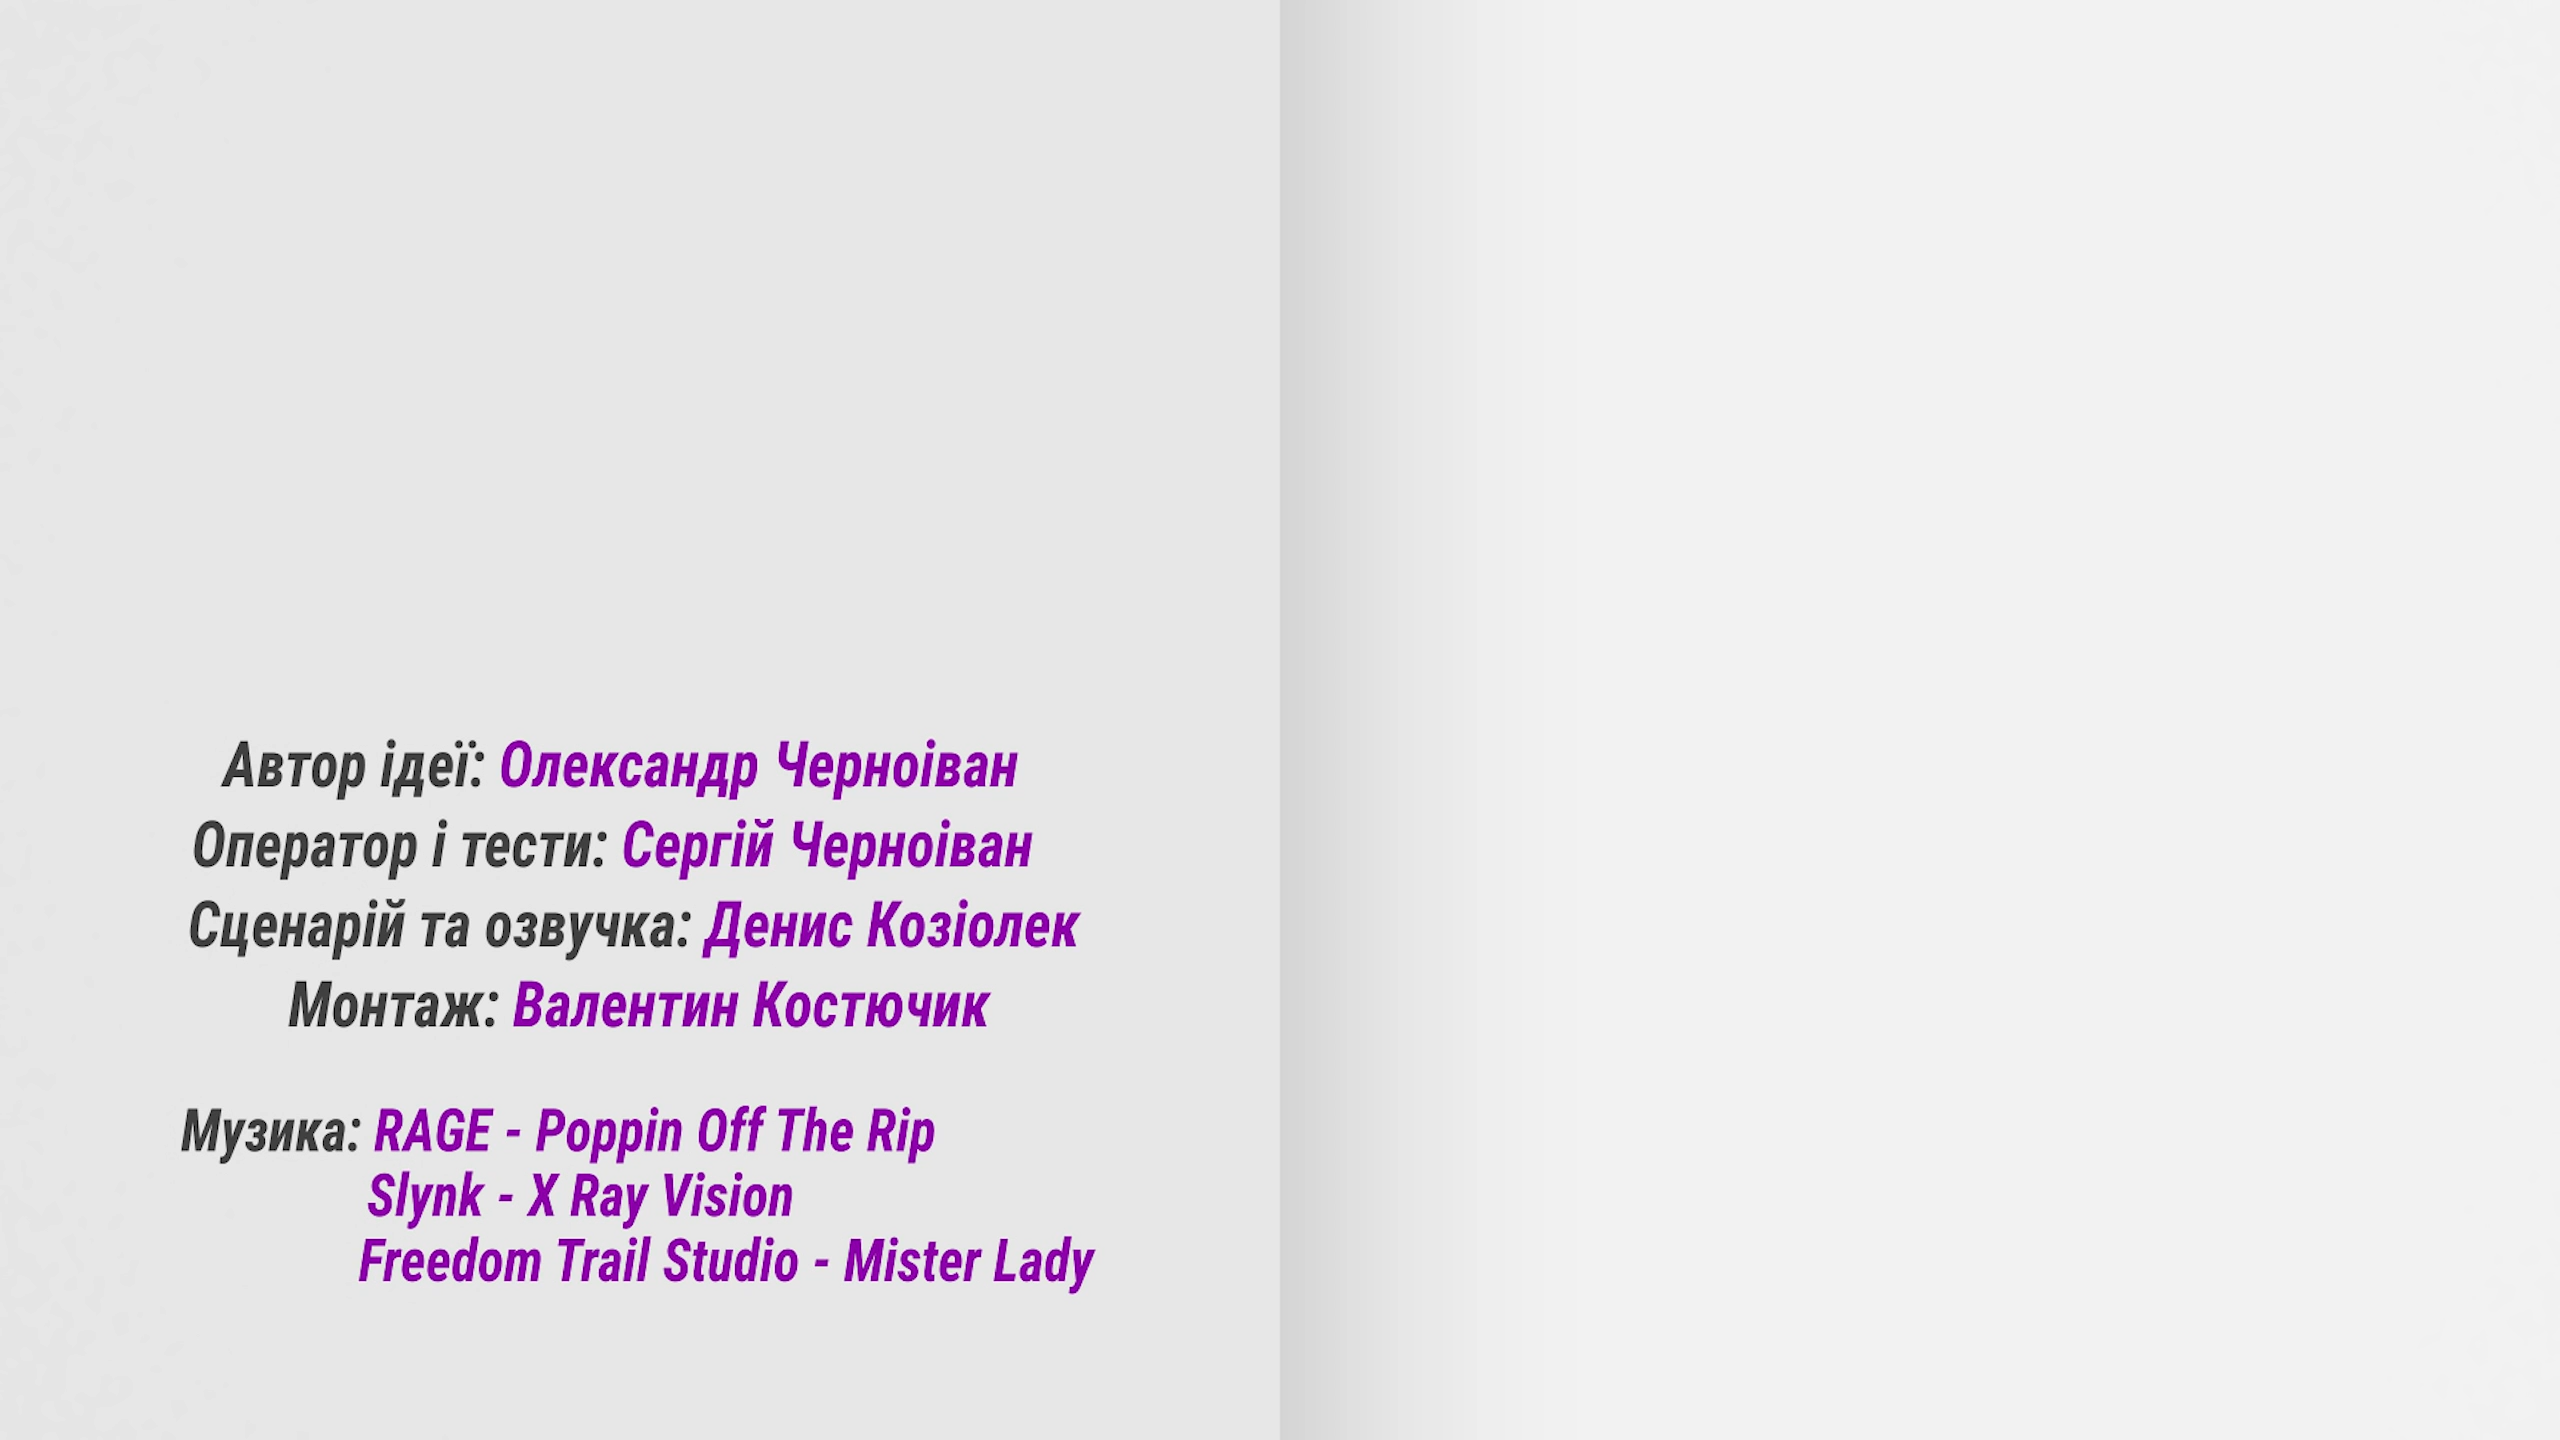 Автор ідеї: Олександр Черноіван
Оператор і тести: Сергій Черноіван
Сценарій та озвучка: Денис Козіолек
Монтаж: Валентин Костючик
Музика: RAGE - Poppin Off The Rip
Slynk - X Ray Vision
Freedom Trail Studio - Mister Lady